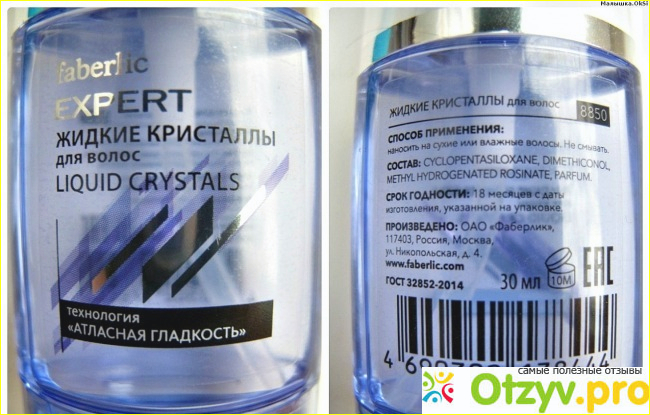 Малышка.OkSi
faberlic
EXPERT
ЖИДКИЕ КРИСТАЛЛЫ
для волос
LIQUID CRYSTALS
технология
«АТЛАСНАЯ ГЛАДКОСТЬ»
ЖИДКИЕ КРИСТАЛЛЫ для волос 8850
СПОСОБ ПРИМЕНЕНИЯ:
наносить на сухие или влажные волосы. Не смывать.
СОСТАВ: CYCLOPENTASILOXANE, DIMETHICONOL,
METHYL HYDROGENATED ROSINATE, PARFUM.
СРОК ГОДНОСТИ: 18 месяцев с даты
изготовления, указанной на упаковке.
ПРОИЗВЕДЕНО: ОАО «Фаберлик»,
117403, Россия, Москва,
ул. Никопольская, д. 4.
www.faberlic.com
ГОСТ 32852-2014
30 мл
10M
EAC
самые полезные отзывы
Otzyv.pro